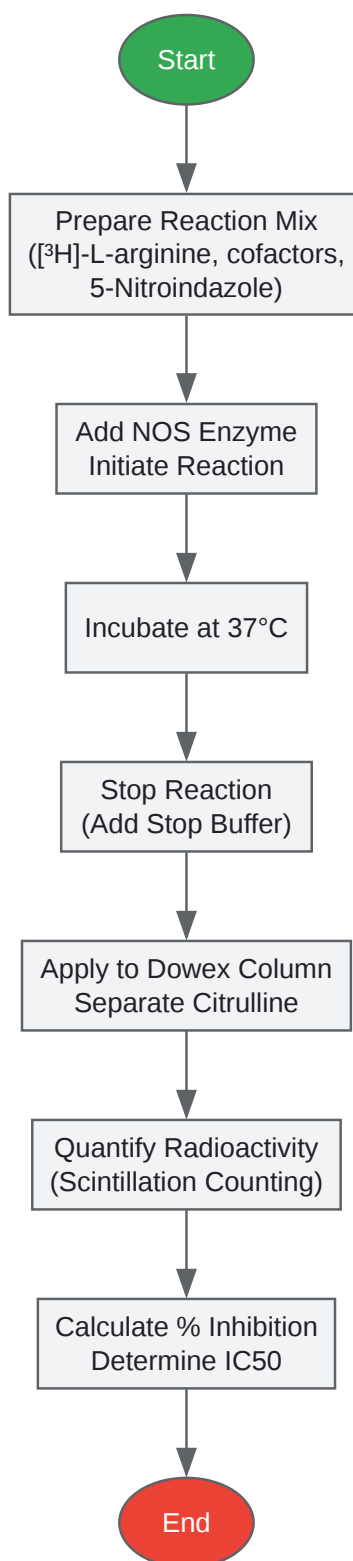 Start
Prepare Reaction Mix
([³H]-L-arginine, cofactors,
5-Nitroindazole)
Add NOS Enzyme
Initiate Reaction
Incubate at 37°C
Stop Reaction
(Add Stop Buffer)
Apply to Dowex Column
Separate Citrulline
Quantify Radioactivity
(Scintillation Counting)
Calculate % Inhibition
Determine IC50
End